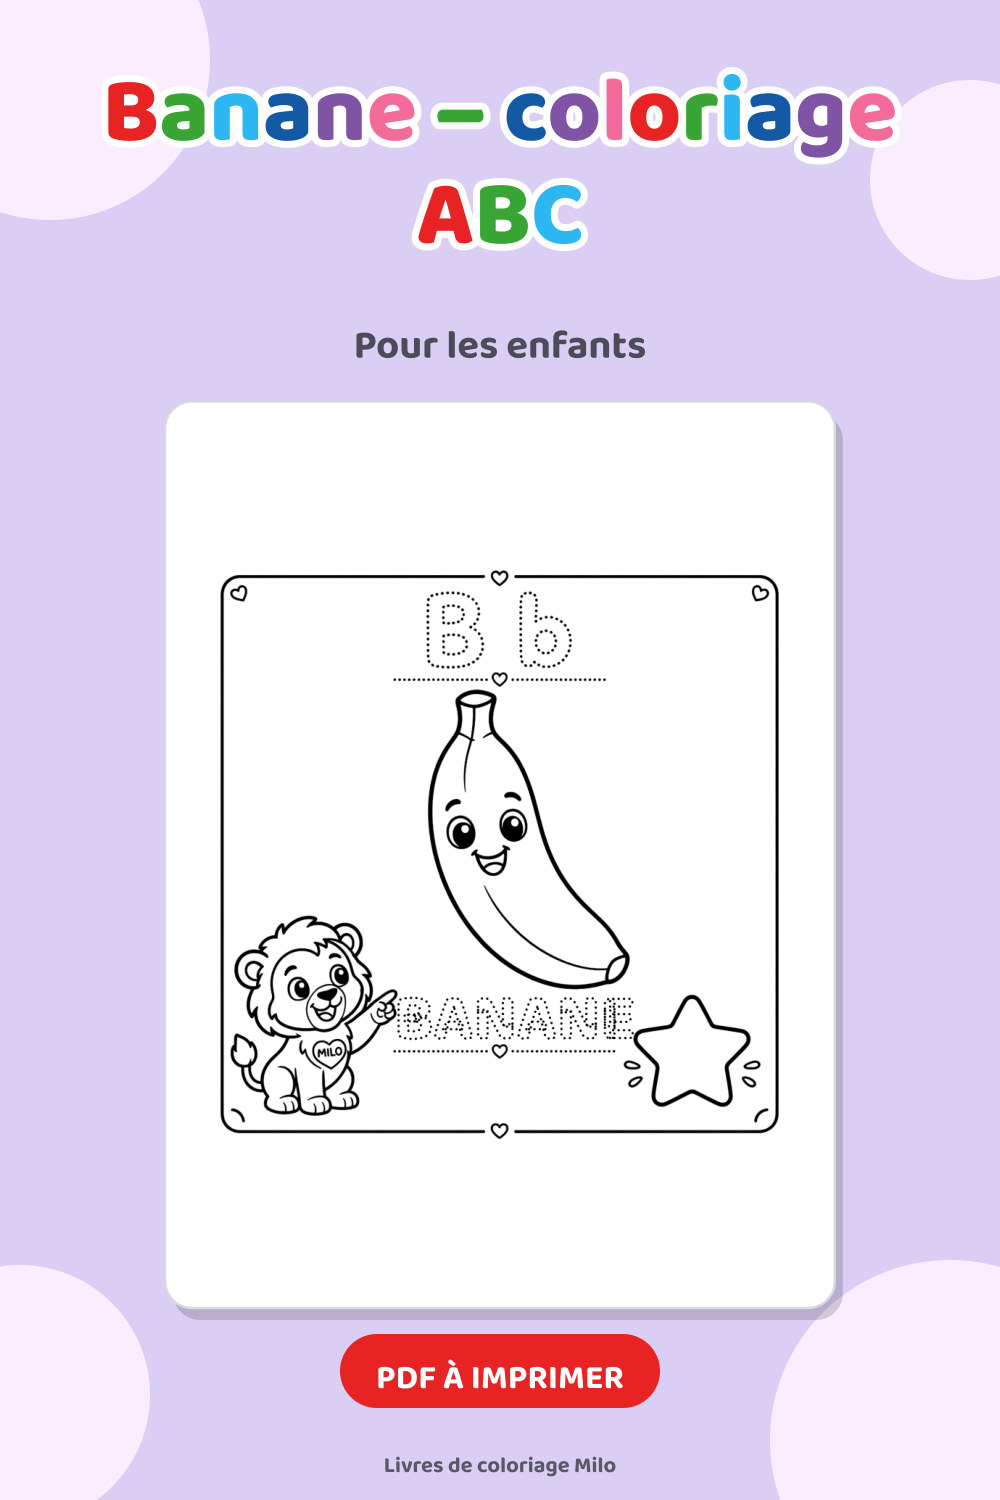 Banane – coloriage
ABC
Pour les enfants
B b
BANANE
MILO
PDF À IMPRIMER
Livres de coloriage Milo